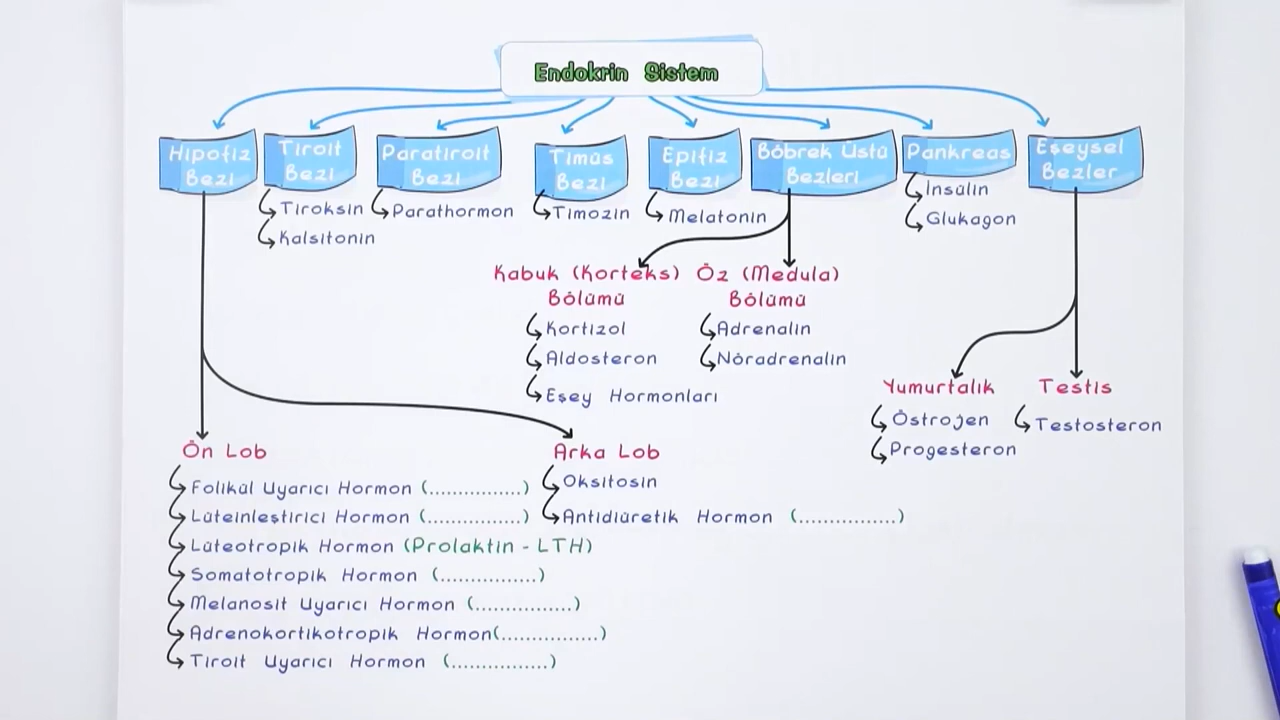 Endokrin Sistem
Hipofiz
Bezi
Tiroit
Bezi
Tiroksin
Kalsitonin
Paratiroit
Bezi
Parathormon
Timüs
Bezi
Timozin
Epifiz
Bezi
Melatonin
Böbrek Üstü
Bezleri
Pankreas
İnsülin
Glukagon
Eşeysel
Bezler
Kabuk (Korteks)
Bölümü
Kortizol
Aldosteron
Eşey Hormonları
Öz (Medula)
Bölümü
Adrenalin
Nöradrenalin
Yumurtalık
Östrojen
Progesteron
Testis
Testosteron
Ön Lob
Folikül Uyarıcı Hormon (................)
Lüteinleştirici Hormon (................)
Lüteotropik Hormon (Prolaktin - LTH)
Somatotropik Hormon (................)
Melanosit Uyarıcı Hormon (................)
Adrenokortikotropik Hormon(................)
Tiroit Uyarıcı Hormon (................)
Arka Lob
Oksitosin
Antidiüretik Hormon (................)